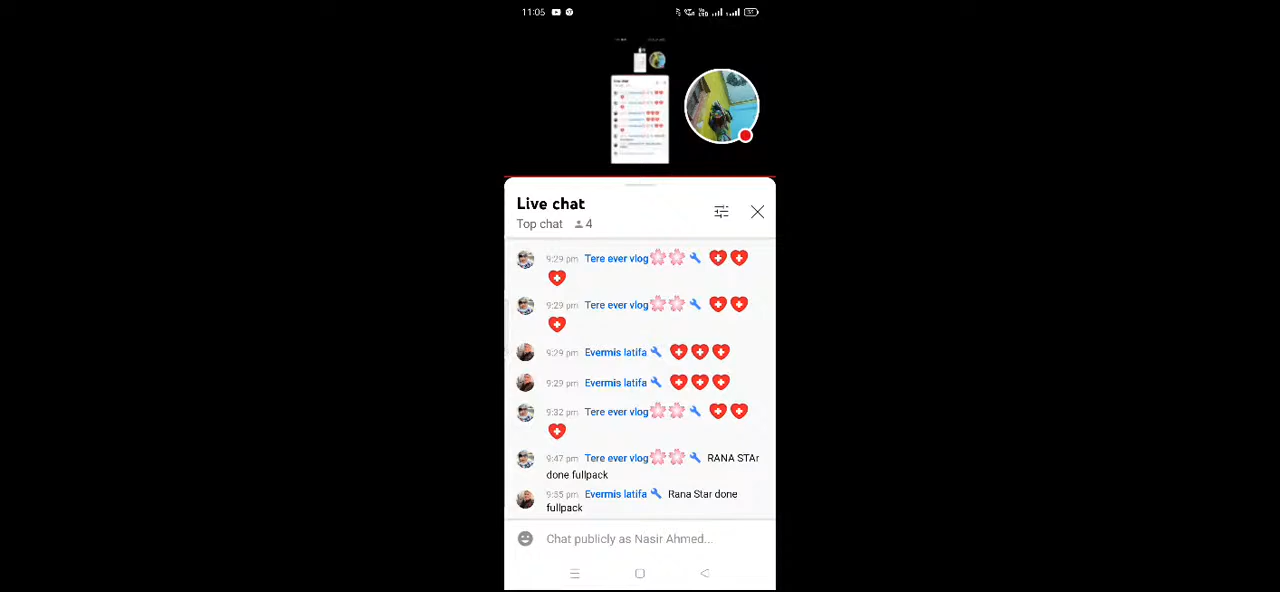 11:05
Live chat
Top chat 4
9:29 pm Tere ever vlog🌸🌸
9:29 pm Tere ever vlog🌸🌸
9:29 pm Evermis latifa
9:29 pm Evermis latifa
9:32 pm Tere ever vlog🌸🌸
9:47 pm Tere ever vlog🌸🌸 RANA STAr
done fullpack
9:55 pm Evermis latifa Rana Star done
fullpack
Chat publicly as Nasir Ahmed...